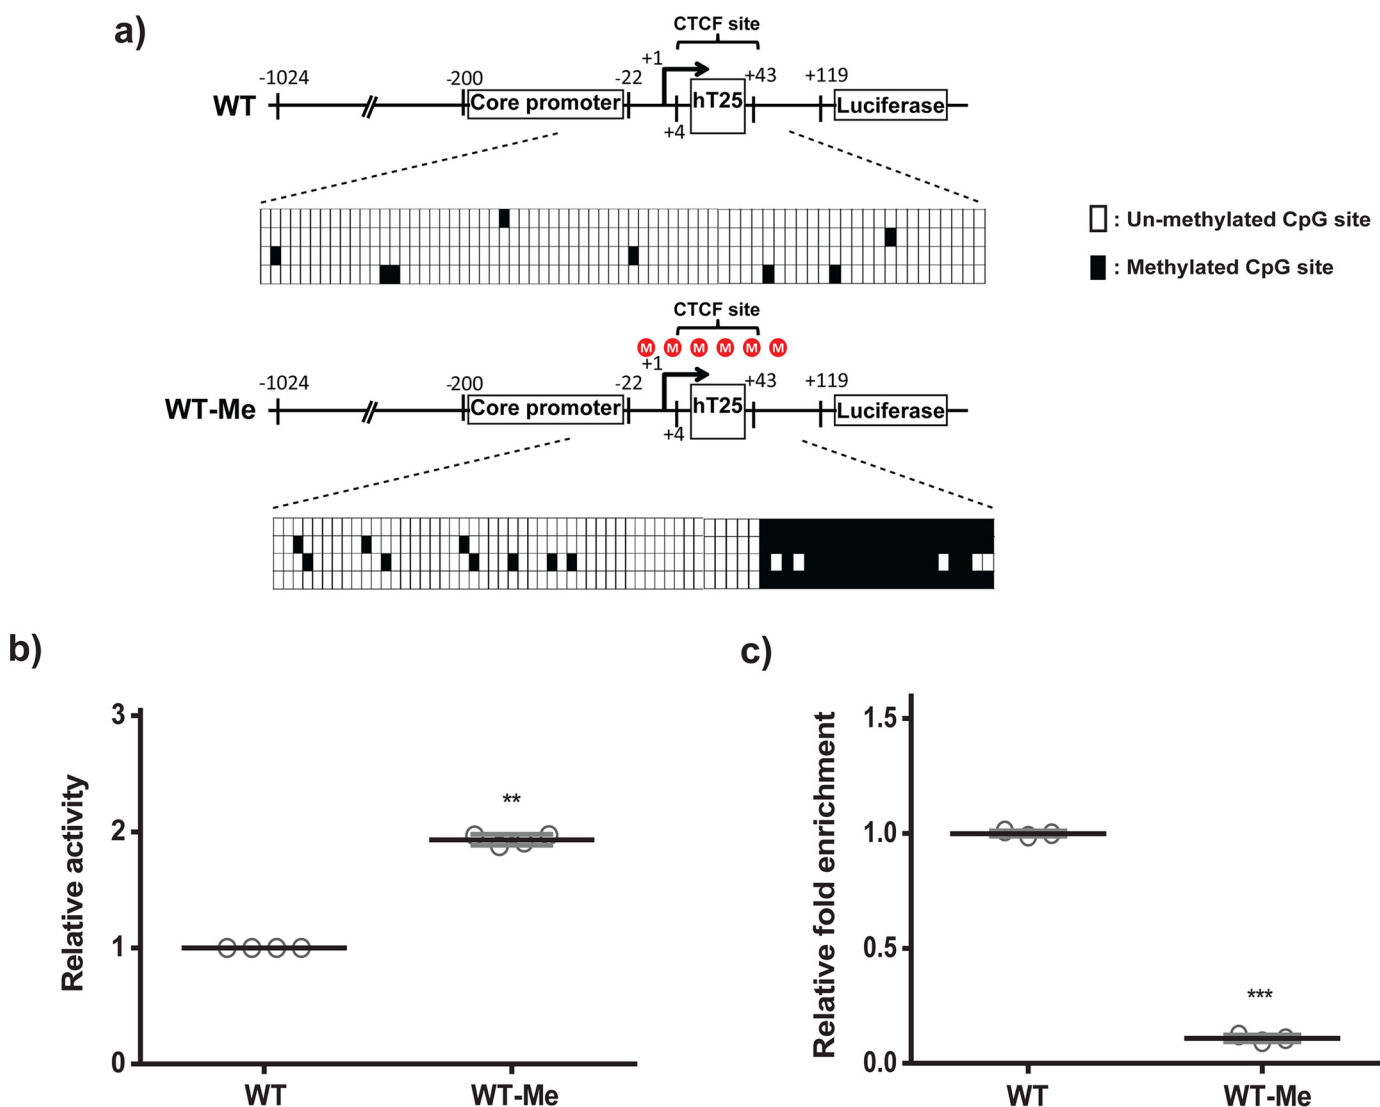 a)
CTCF site
+1
-1024
-200
-22
+43
+119
WT
Core promoter
hT25
Luciferase
+4
: Un-methylated CpG site
: Methylated CpG site
CTCF site
M M M M M M
+1
-1024
-200
-22
+43
+119
WT-Me
Core promoter
hT25
Luciferase
+4
b)
3
2
1
0
Relative activity
**
WT
WT-Me
c)
1.5
1.0
0.5
0.0
Relative fold enrichment
***
WT
WT-Me